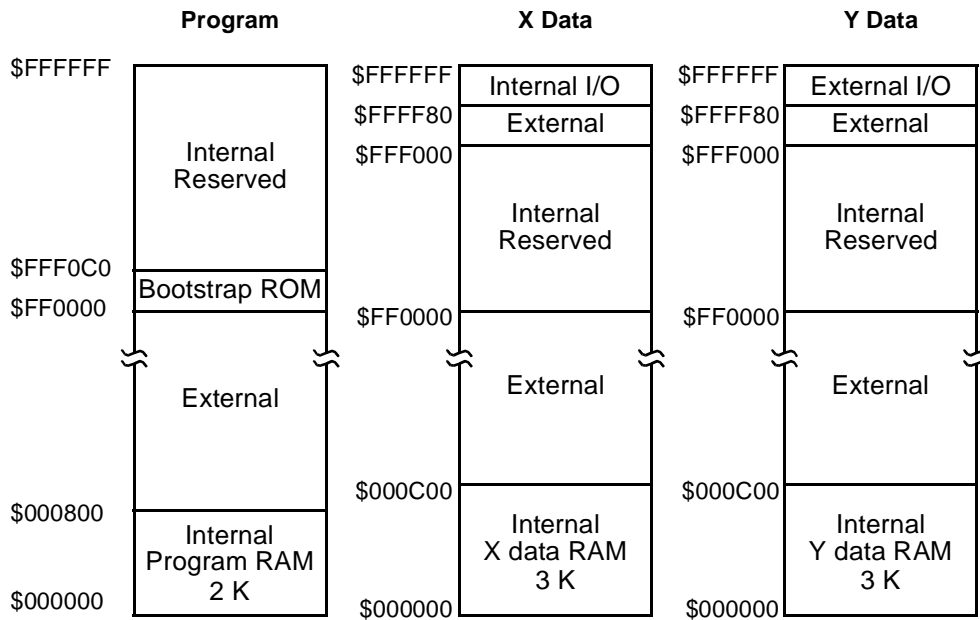 Program
$FFFFFF
Internal
Reserved
$FFF0C0
Bootstrap ROM
$FF0000
External
$000800
Internal
Program RAM
2 K
$000000
X Data
$FFFFFF
Internal I/O
$FFFF80
External
$FFF000
Internal
Reserved
$FF0000
External
$000C00
Internal
X data RAM
3 K
$000000
Y Data
$FFFFFF
External I/O
$FFFF80
External
$FFF000
Internal
Reserved
$FF0000
External
$000C00
Internal
Y data RAM
3 K
$000000